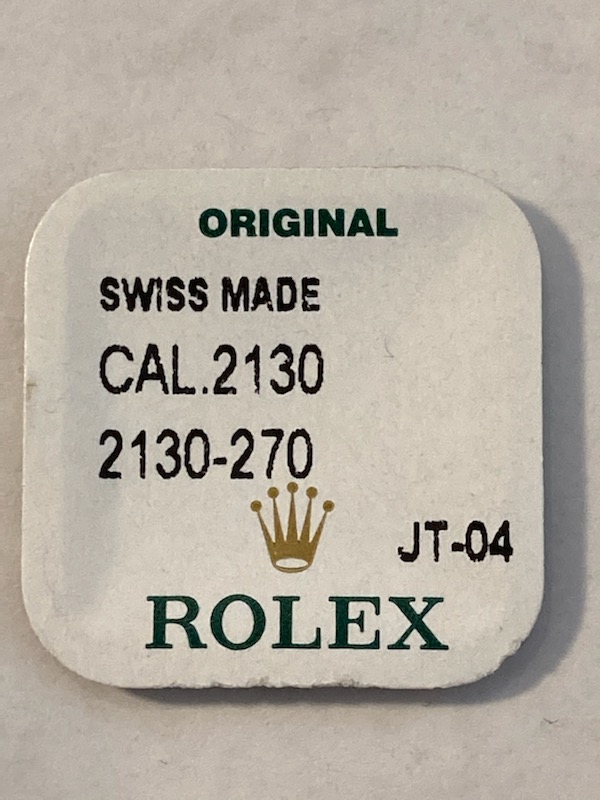 ORIGINAL
SWISS MADE
CAL.2130
2130-270
JT-04
ROLEX